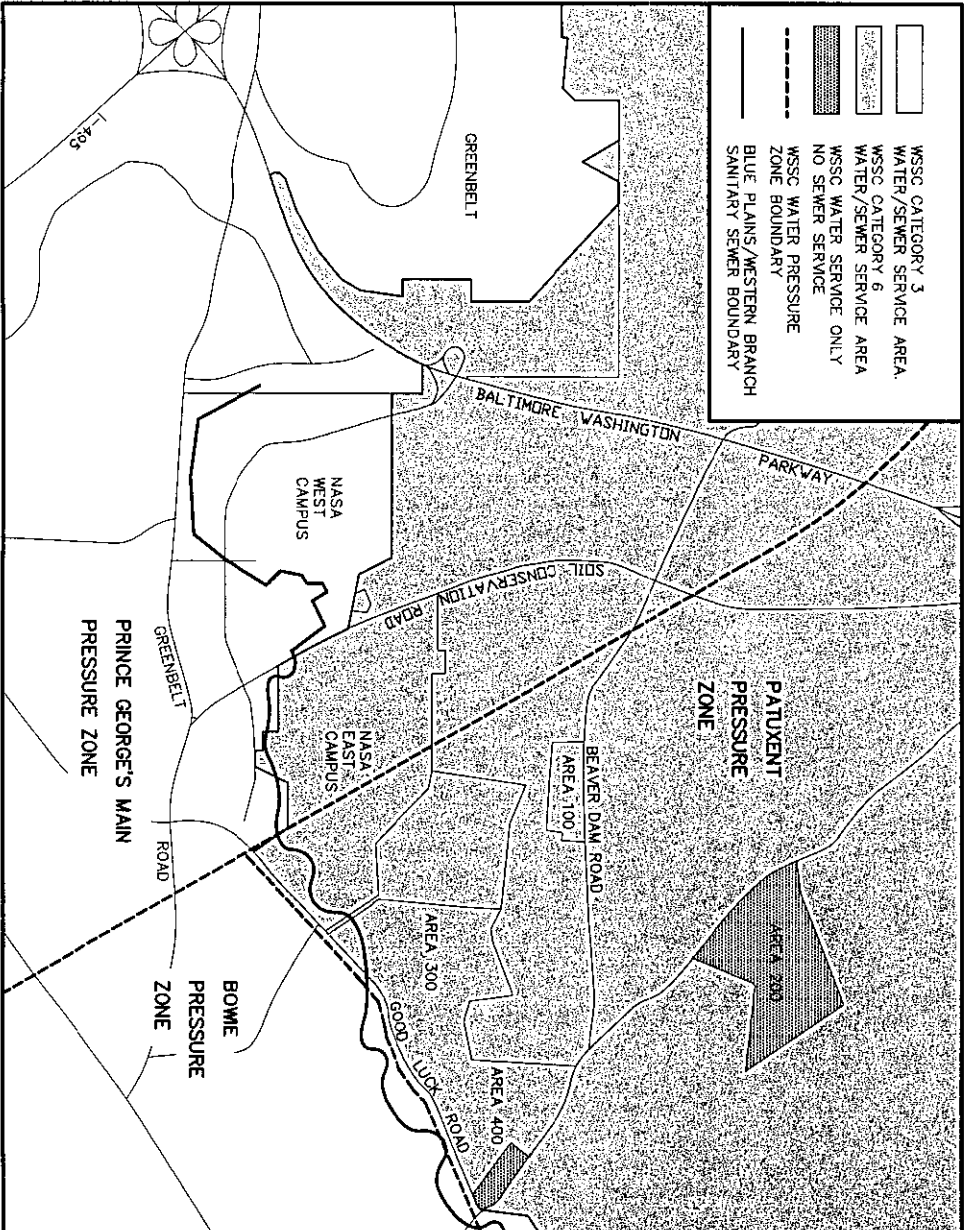 WSSC CATEGORY 3
WATER/SEWER SERVICE AREA.
WSSC CATEGORY 6
WATER/SEWER SERVICE AREA
WSSC WATER SERVICE ONLY
NO SEWER SERVICE
WSSC WATER PRESSURE
ZONE BOUNDARY
BLUE PLAINS/WESTERN BRANCH
SANITARY SEWER BOUNDARY
GREENBELT
I-495
BALTIMORE WASHINGTON PARKWAY
NASA
WEST
CAMPUS
SOIL CONSERVATION ROAD
PATUXENT
PRESSURE
ZONE
BEAVER DAM ROAD
AREA 100
AREA 200
NASA
EAST
CAMPUS
AREA 300
AREA 400
GOOD LUCK ROAD
GREENBELT ROAD
PRINCE GEORGE'S MAIN
PRESSURE ZONE
BOWIE
PRESSURE
ZONE